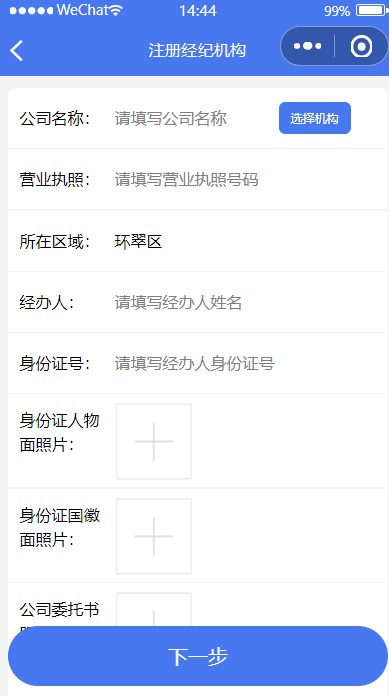 WeChat 14:44 99%
注册经纪机构
公司名称： 请填写公司名称 选择机构
营业执照： 请填写营业执照号码
所在区域： 环翠区
经办人： 请填写经办人姓名
身份证号： 请填写经办人身份证号
身份证人物
面照片：
身份证国徽
面照片：
公司委托书
下一步